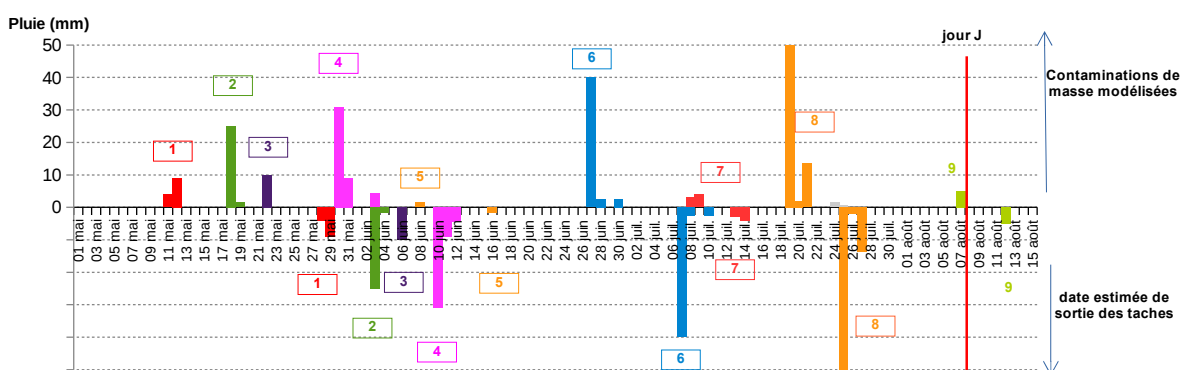 Pluie (mm)
jour J
50
40
30
20
10
0
Contaminations de
masse modélisées
1
2
3
4
5
6
7
8
9
01 mai
03 mai
05 mai
07 mai
09 mai
11 mai
13 mai
15 mai
17 mai
19 mai
21 mai
23 mai
25 mai
27 mai
29 mai
31 mai
02 juin
04 juin
06 juin
08 juin
10 juin
12 juin
14 juin
16 juin
18 juin
20 juin
22 juin
24 juin
26 juin
28 juin
30 juin
02 juil.
04 juil.
06 juil.
08 juil.
10 juil.
12 juil.
14 juil.
16 juil.
18 juil.
20 juil.
22 juil.
24 juil.
26 juil.
28 juil.
30 juil.
01 août
03 août
05 août
07 août
09 août
11 août
13 août
15 août
1
2
3
4
5
6
7
8
9
date estimée de
sortie des taches